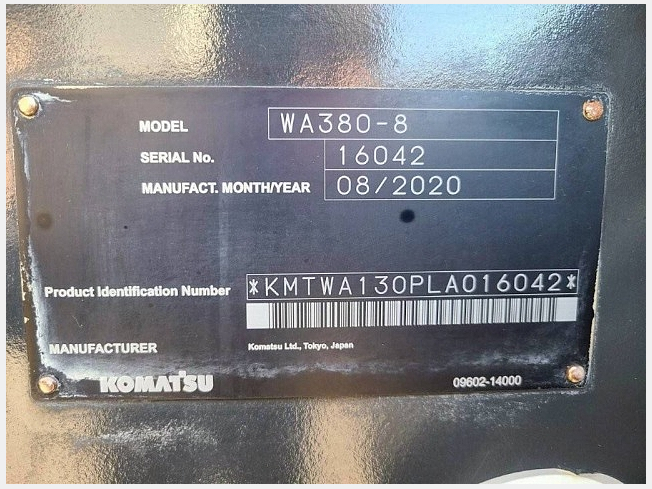 MODEL WA380-8
SERIAL No. 16042
MANUFACT. MONTH/YEAR 08/2020
Product Identification Number *KMTWA130PLA016042*
MANUFACTURER Komatsu Ltd., Tokyo, Japan
KOMATSU 09602-14000